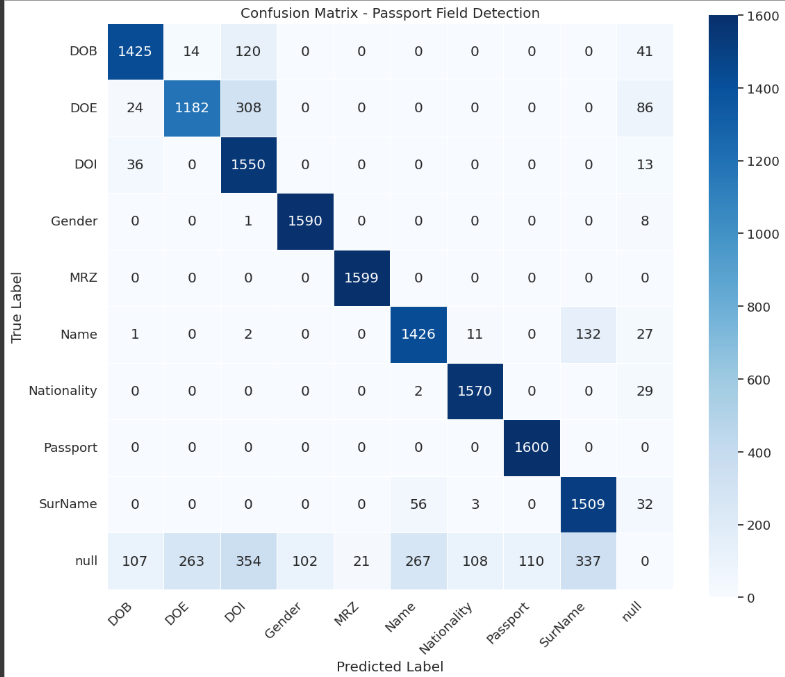 Confusion Matrix - Passport Field Detection
DOB 1425 14 120 0 0 0 0 0 0 41
DOE 24 1182 308 0 0 0 0 0 0 86
DOI 36 0 1550 0 0 0 0 0 0 13
Gender 0 0 1 1590 0 0 0 0 0 8
MRZ 0 0 0 0 1599 0 0 0 0 0
Name 1 0 2 0 0 1426 11 0 132 27
Nationality 0 0 0 0 0 2 1570 0 0 29
Passport 0 0 0 0 0 0 0 1600 0 0
SurName 0 0 0 0 0 56 3 0 1509 32
null 107 263 354 102 21 267 108 110 337 0
DOB DOE DOI Gender MRZ Name Nationality Passport SurName null
Predicted Label
True Label
1600
1400
1200
1000
800
600
400
200
0